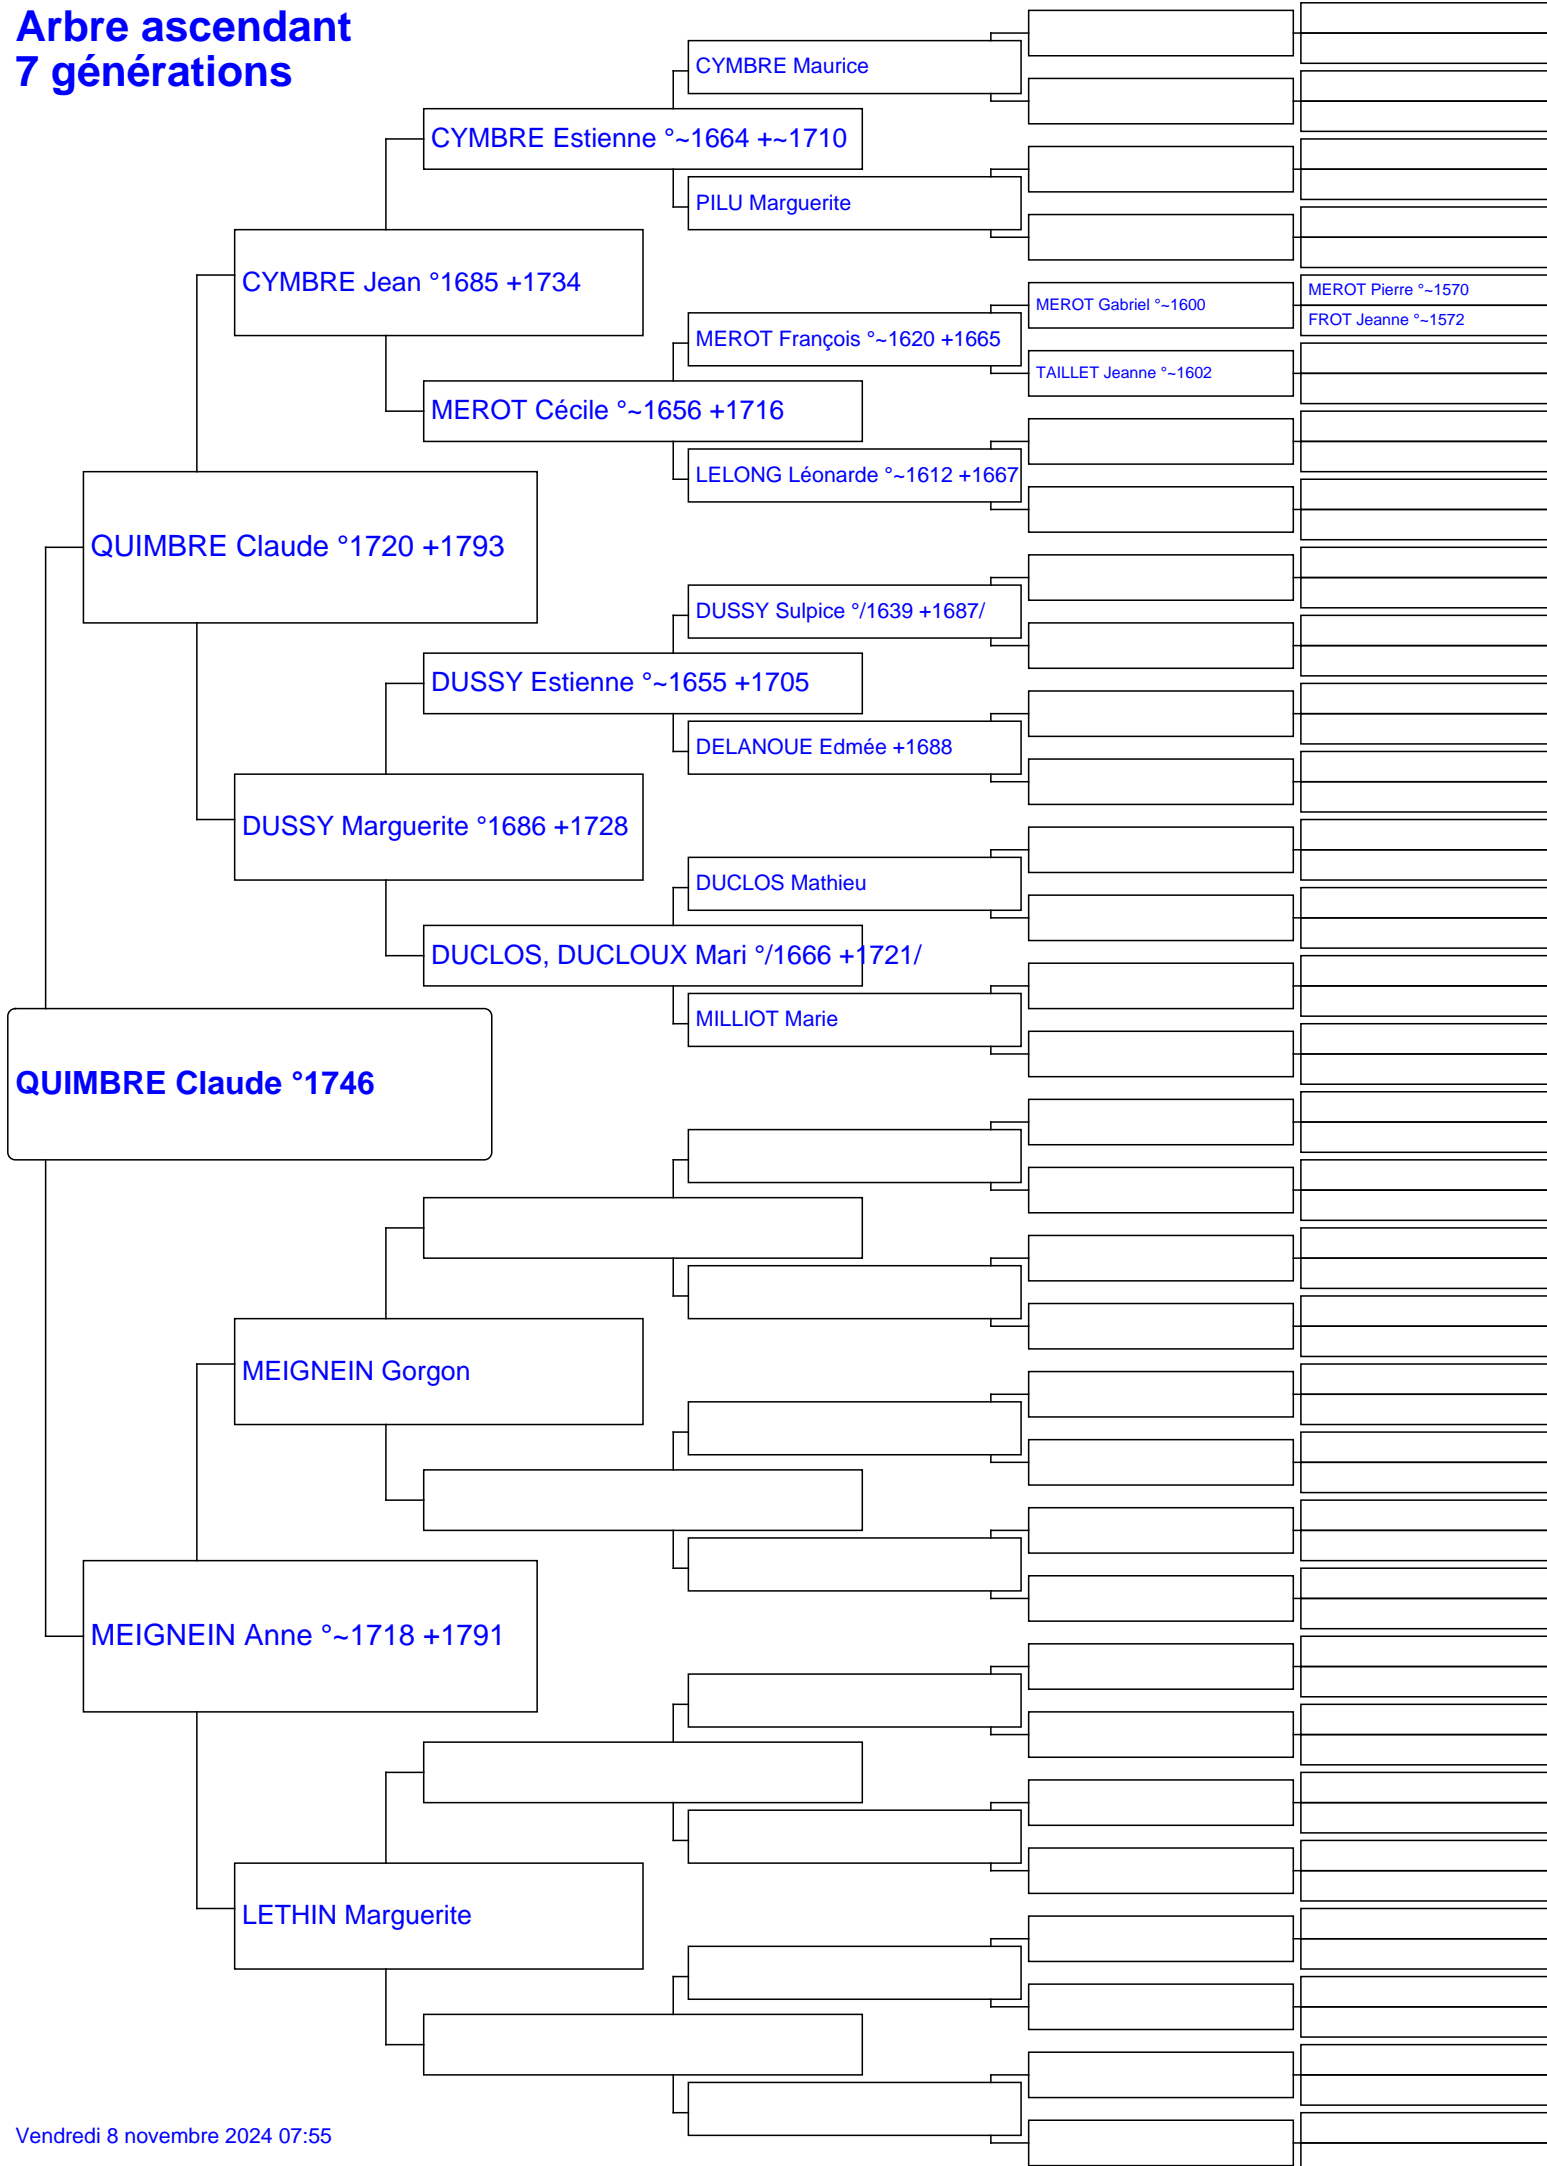 Arbre ascendant
7 générations
CYMBRE Maurice
CYMBRE Estienne °~1664 +~1710
PILU Marguerite
CYMBRE Jean °1685 +1734
MEROT Pierre °~1570
MEROT Gabriel °~1600
FROT Jeanne °~1572
MEROT François °~1620 +1665
TAILLET Jeanne °~1602
MEROT Cécile °~1656 +1716
LELONG Léonarde °~1612 +1667
QUIMBRE Claude °1720 +1793
DUSSY Sulpice °/1639 +1687/
DUSSY Estienne °~1655 +1705
DELANOUE Edmée +1688
DUSSY Marguerite °1686 +1728
DUCLOS Mathieu
DUCLOS, DUCLOUX Mari °/1666 +1721/
MILLIOT Marie
QUIMBRE Claude °1746
MEIGNEIN Gorgon
MEIGNEIN Anne °~1718 +1791
LETHIN Marguerite
Vendredi 8 novembre 2024 07:55